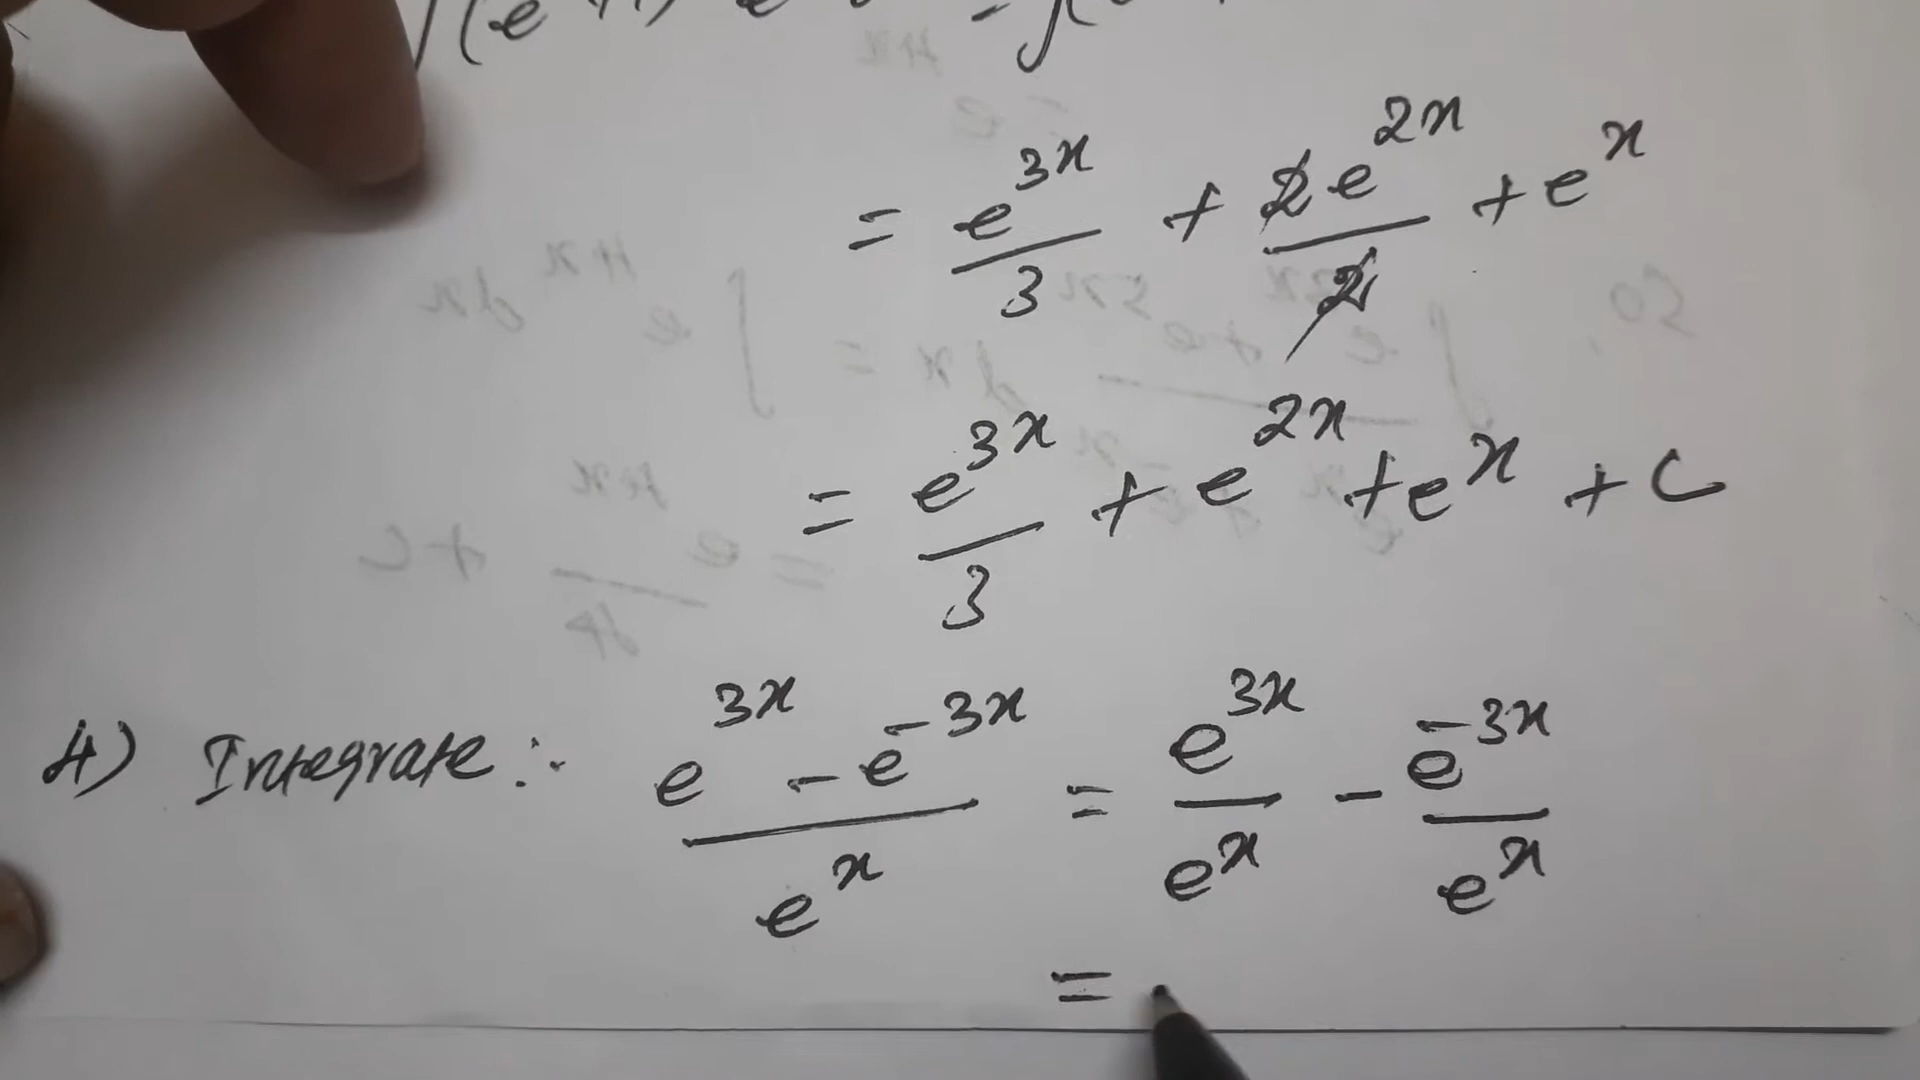 = e^{3x}/3 + 2e^{2x}/2 + e^x
= e^{3x}/3 + e^{2x} + e^x + C
4) Integrate :- (e^{3x} - e^{-3x})/e^x = e^{3x}/e^x - e^{-3x}/e^x
=